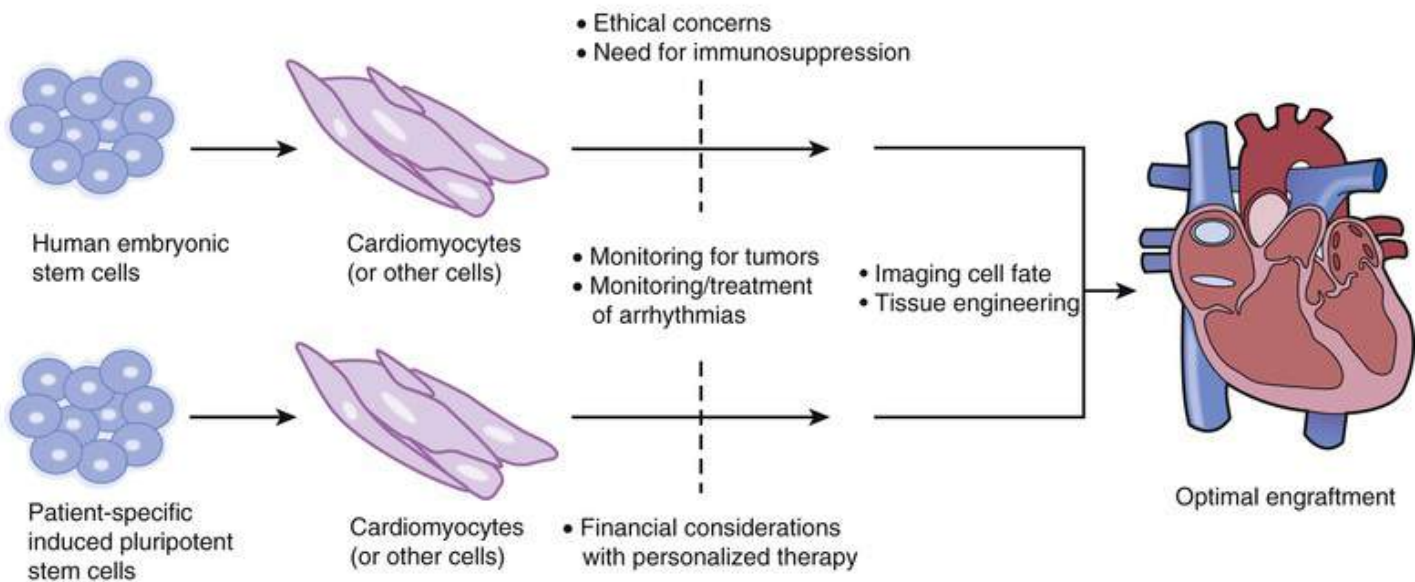 • Ethical concerns
• Need for immunosuppression
Human embryonic
stem cells
Cardiomyocytes
(or other cells)
• Monitoring for tumors
• Monitoring/treatment
of arrhythmias
• Imaging cell fate
• Tissue engineering
Patient-specific
induced pluripotent
stem cells
Cardiomyocytes
(or other cells)
• Financial considerations
with personalized therapy
Optimal engraftment